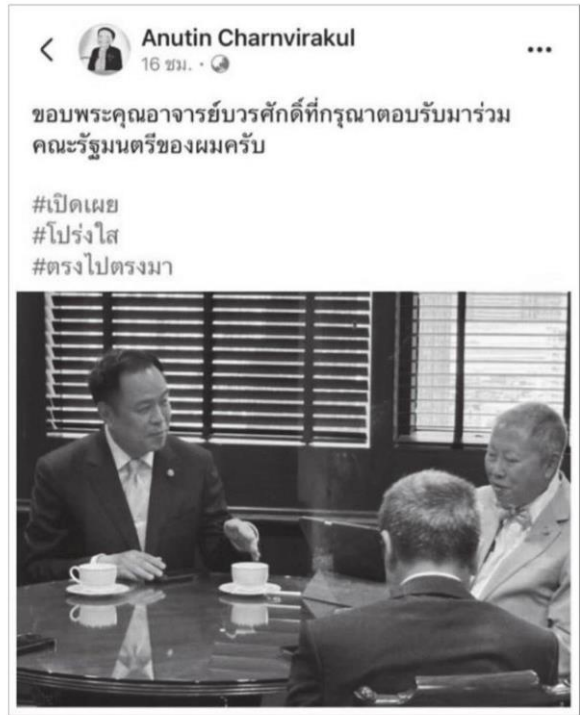 Anutin Charnvirakul
16 ชม.
ขอบพระคุณอาจารย์บวรศักดิ์ที่กรุณาตอบรับมาร่วม
คณะรัฐมนตรีของผมครับ
#เปิดเผย
#โปร่งใส
#ตรงไปตรงมา